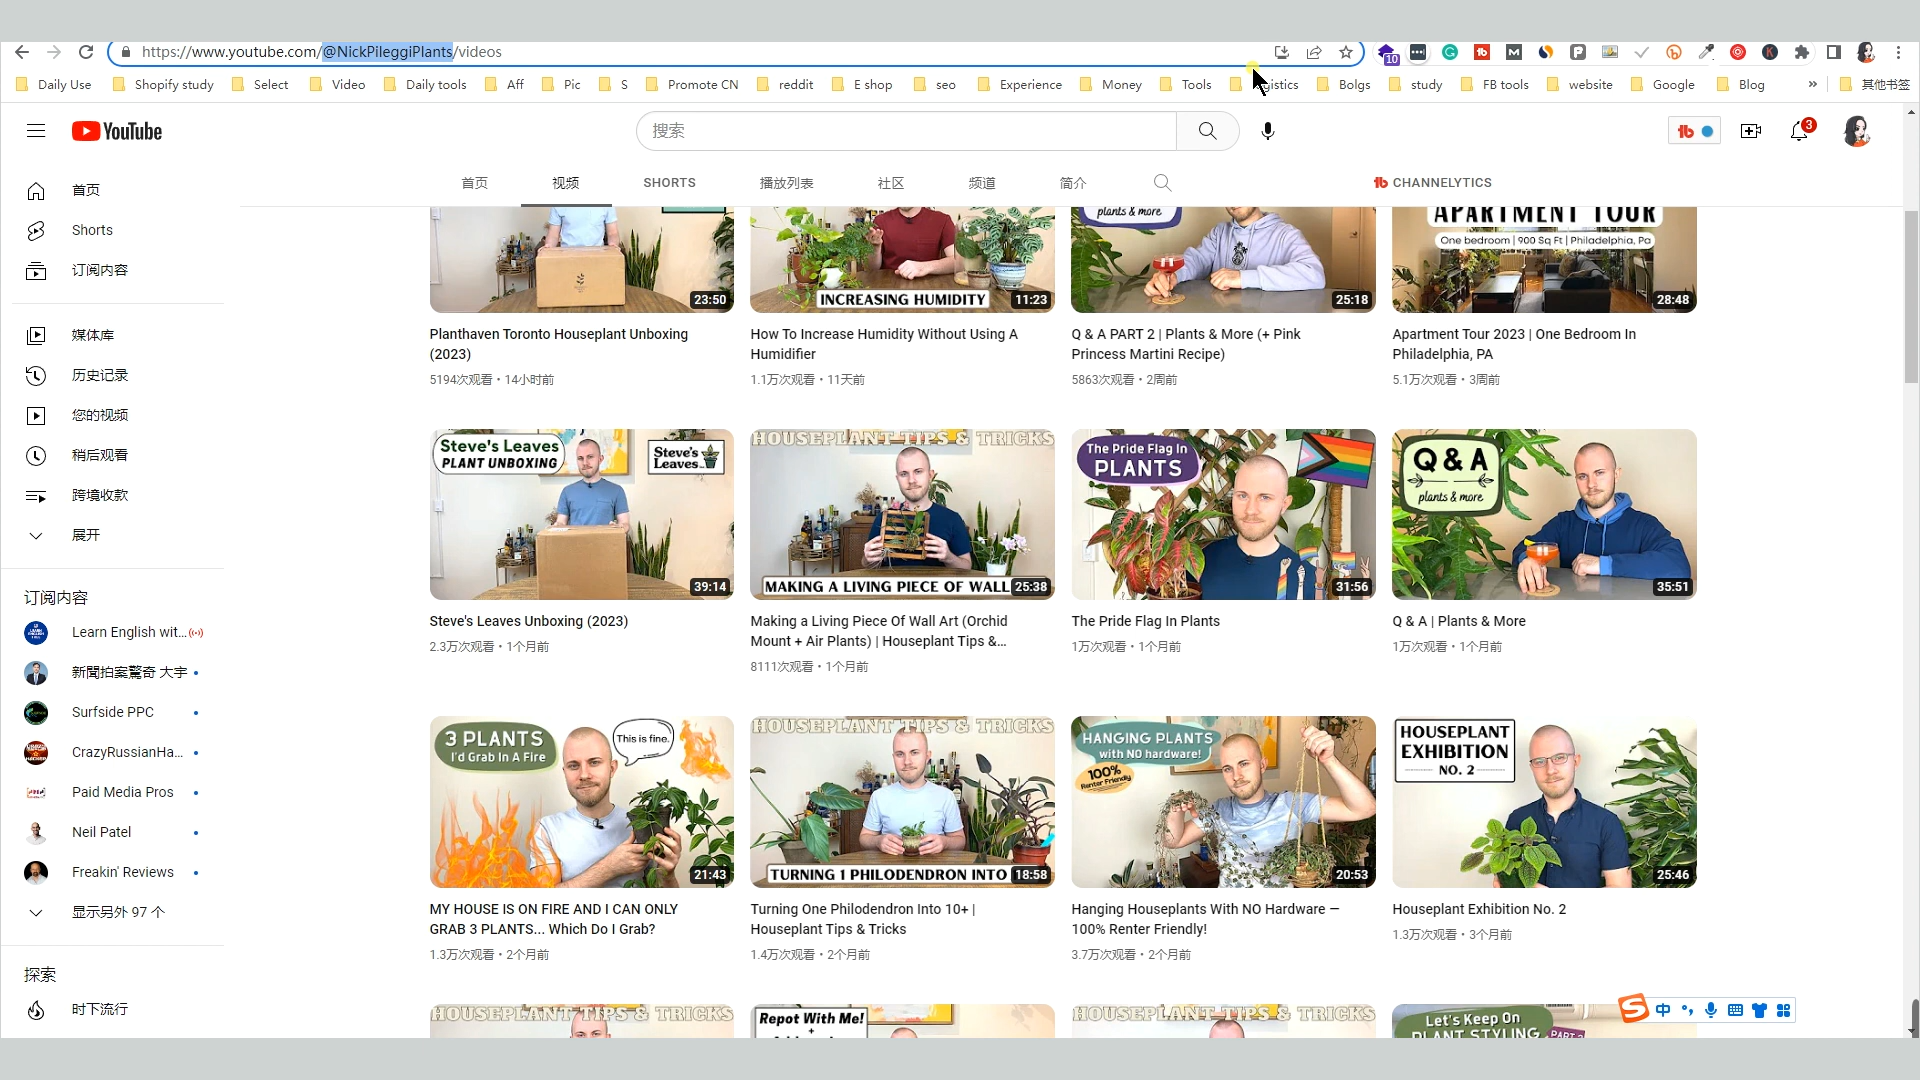 https://www.youtube.com/@NickPileggiPlants/videos
10
Daily Use
Shopify study
Select
Video
Daily tools
Aff
Pic
S
Promote CN
reddit
E shop
seo
Experience
Money
Tools
Bolgs
study
FB tools
website
Google
Blog
»
其他书签
YouTube
搜索
3
首页
视频
SHORTS
播放列表
社区
频道
简介
CHANNELYTICS
首页
Shorts
订阅内容
媒体库
历史记录
您的视频
稍后观看
跨境收款
展开
订阅内容
Learn English wit...
新聞拍案驚奇 大宇
Surfside PPC
CrazyRussianHa...
Paid Media Pros
Neil Patel
Freakin' Reviews
显示另外 97 个
探索
时下流行
23:50
Planthaven Toronto Houseplant Unboxing
(2023)
5194次观看・14小时前
INCREASING HUMIDITY
11:23
How To Increase Humidity Without Using A
Humidifier
1.1万次观看・11天前
plants & more
25:18
Q & A PART 2 | Plants & More (+ Pink
Princess Martini Recipe)
5863次观看・2周前
APARTMENT TOUR
One bedroom | 900 Sq Ft | Philadelphia, Pa
28:48
Apartment Tour 2023 | One Bedroom In
Philadelphia, PA
5.1万次观看・3周前
Steve's Leaves
PLANT UNBOXING
Steve's
Leaves
39:14
Steve's Leaves Unboxing (2023)
2.3万次观看・1个月前
HOUSEPLANT TIPS & TRICKS
MAKING A LIVING PIECE OF WALL
25:38
Making a Living Piece Of Wall Art (Orchid
Mount + Air Plants) | Houseplant Tips &...
8111次观看・1个月前
The Pride Flag In
PLANTS
31:56
The Pride Flag In Plants
1万次观看・1个月前
Q & A
plants & more
35:51
Q & A | Plants & More
1万次观看・1个月前
3 PLANTS
I'd Grab In A Fire
This is fine.
21:43
MY HOUSE IS ON FIRE AND I CAN ONLY
GRAB 3 PLANTS... Which Do I Grab?
1.3万次观看・2个月前
HOUSEPLANT TIPS & TRICKS
TURNING 1 PHILODENDRON INTO
18:58
Turning One Philodendron Into 10+ |
Houseplant Tips & Tricks
1.4万次观看・2个月前
HANGING PLANTS
with NO hardware!
100%
Renter Friendly
20:53
Hanging Houseplants With NO Hardware —
100% Renter Friendly!
3.7万次观看・2个月前
HOUSEPLANT
EXHIBITION
NO. 2
25:46
Houseplant Exhibition No. 2
1.3万次观看・3个月前
HOUSEPLANT TIPS & TRICKS
Repot With Me!
+
HOUSEPLANT TIPS & TRICKS
Let's Keep On
PLANT STYLING
中